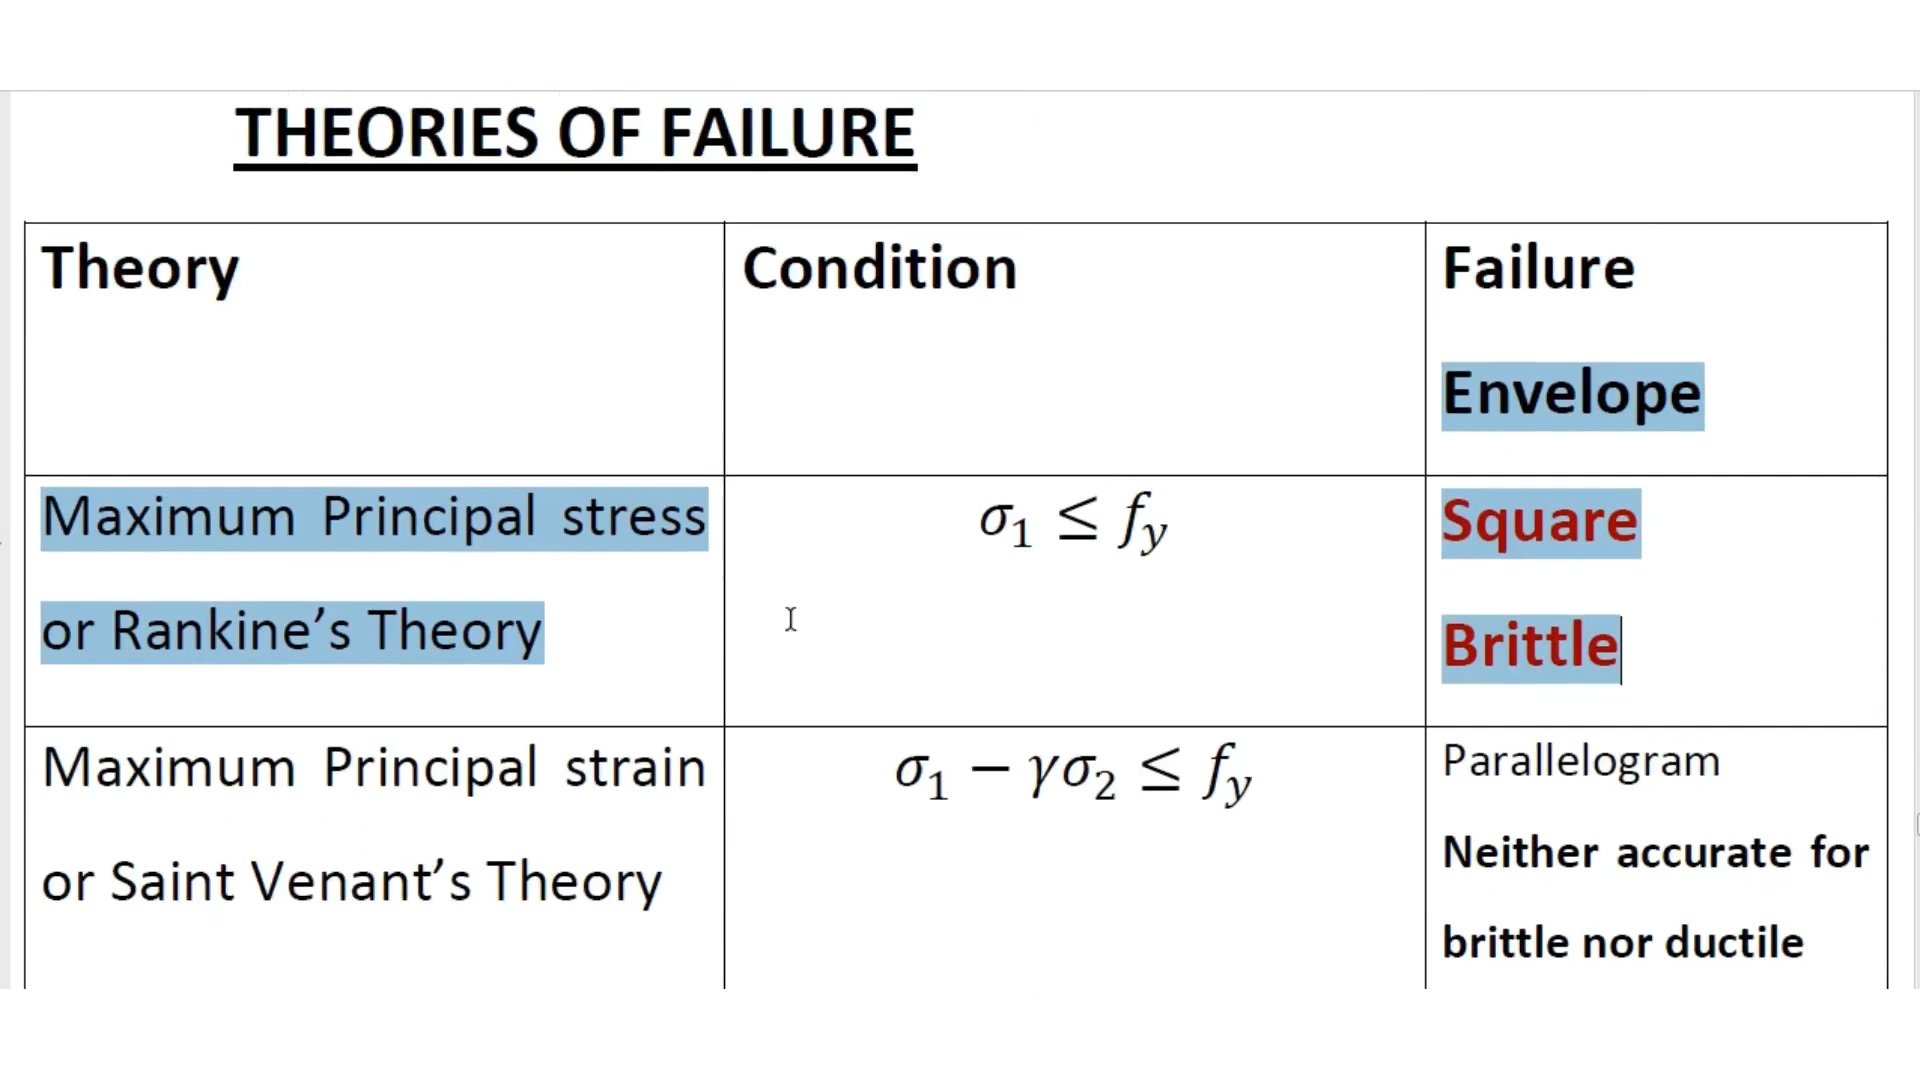 THEORIES OF FAILURE
Theory
Condition
Failure
Envelope
Maximum Principal stress
or Rankine’s Theory
σ₁ ≤ f_y
Square
Brittle
Maximum Principal strain
or Saint Venant’s Theory
σ₁ − γσ₂ ≤ f_y
Parallelogram
Neither accurate for
brittle nor ductile